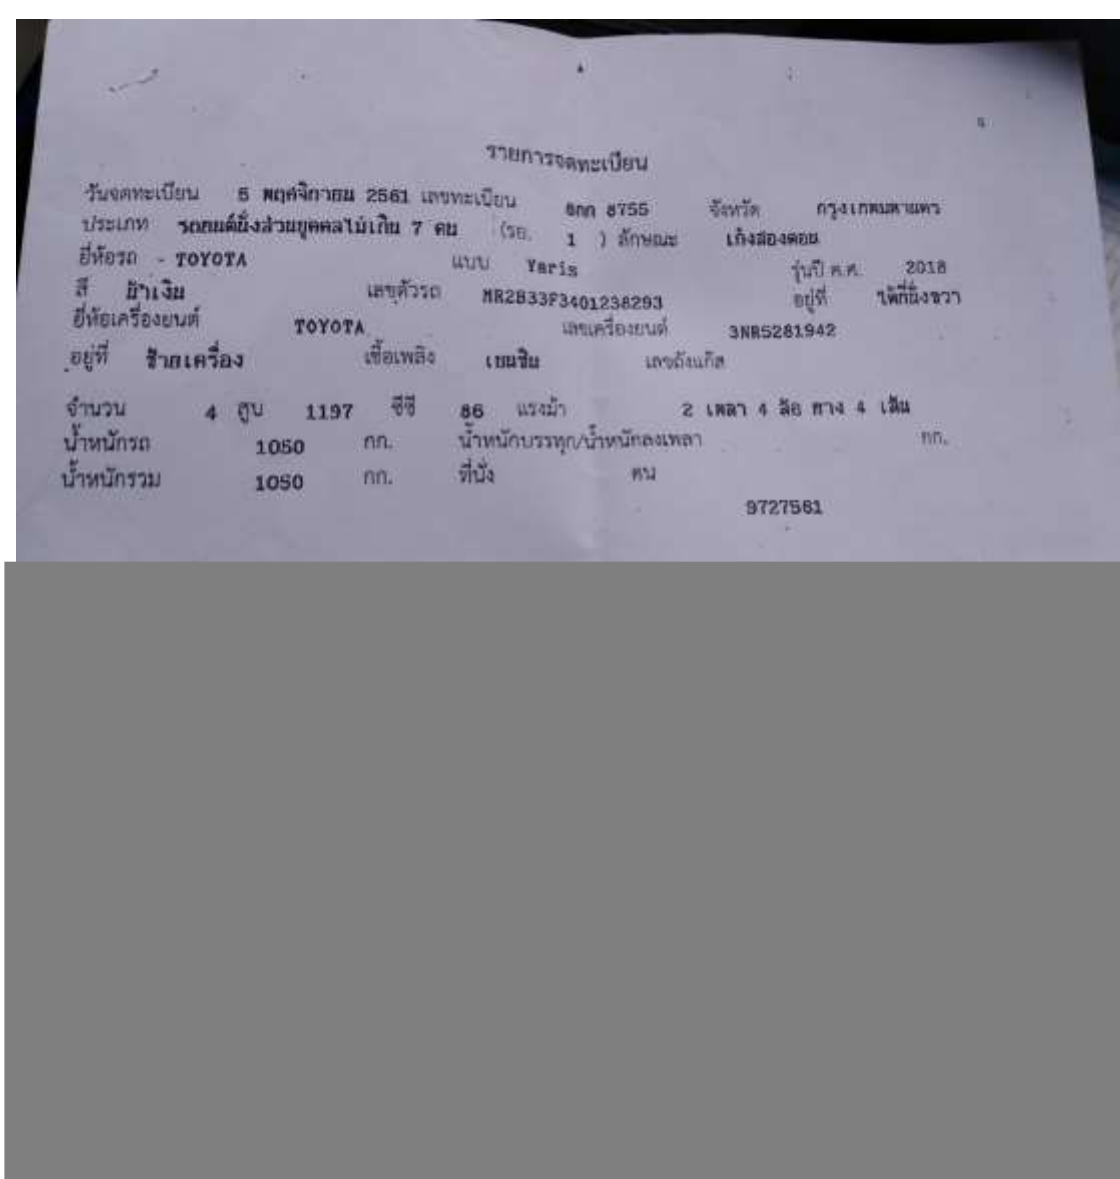 รายการจดทะเบียน
วันจดทะเบียน 5 พฤศจิกายน 2561 เลขทะเบียน 6กก 8755 จังหวัด กรุงเทพมหานคร
ประเภท รถยนต์นั่งส่วนบุคคลไม่เกิน 7 คน (รย. 1 ) ลักษณะ เก๋งสองตอน
ยี่ห้อรถ - TOYOTA แบบ Yaris รุ่นปี ค.ศ. 2018
สี น้ำเงิน เลขตัวรถ MR2B33F3401238293 อยู่ที่ ใต้ที่นั่งขวา
ยี่ห้อเครื่องยนต์ TOYOTA เลขเครื่องยนต์ 3NR5281942
อยู่ที่ ซ้ายเครื่อง เชื้อเพลิง เบนซิน เลขถังแก๊ส
จำนวน 4 สูบ 1197 ซีซี 86 แรงม้า 2 เพลา 4 ล้อ ยาง 4 เส้น
น้ำหนักรถ 1050 กก. น้ำหนักบรรทุก/น้ำหนักลงเพลา กก.
น้ำหนักรวม 1050 กก. ที่นั่ง คน
9727561